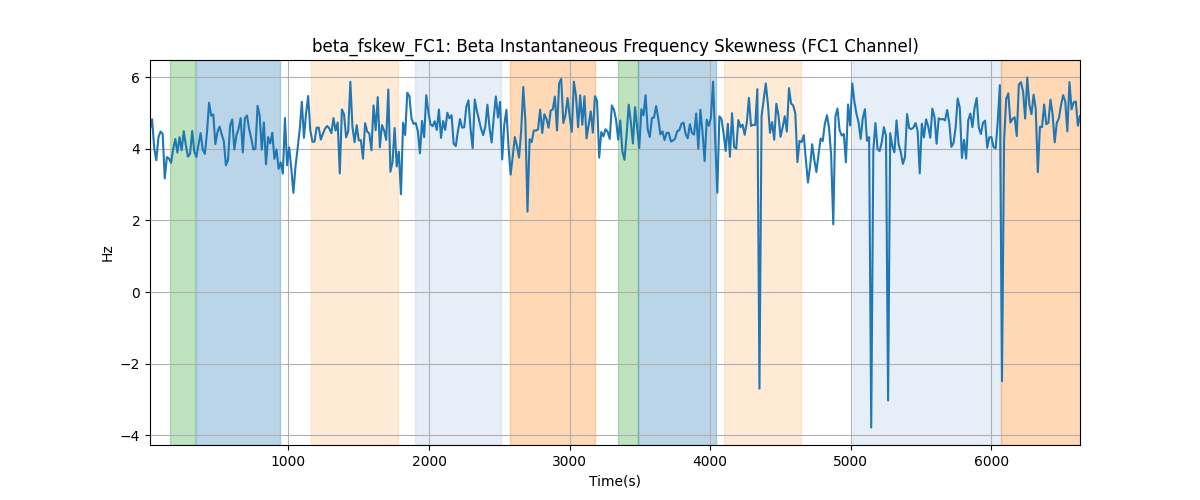 beta_fskew_FC1: Beta Instantaneous Frequency Skewness (FC1 Channel)
6
4
2
0
−2
−4
Hz
1000 2000 3000 4000 5000 6000
Time(s)